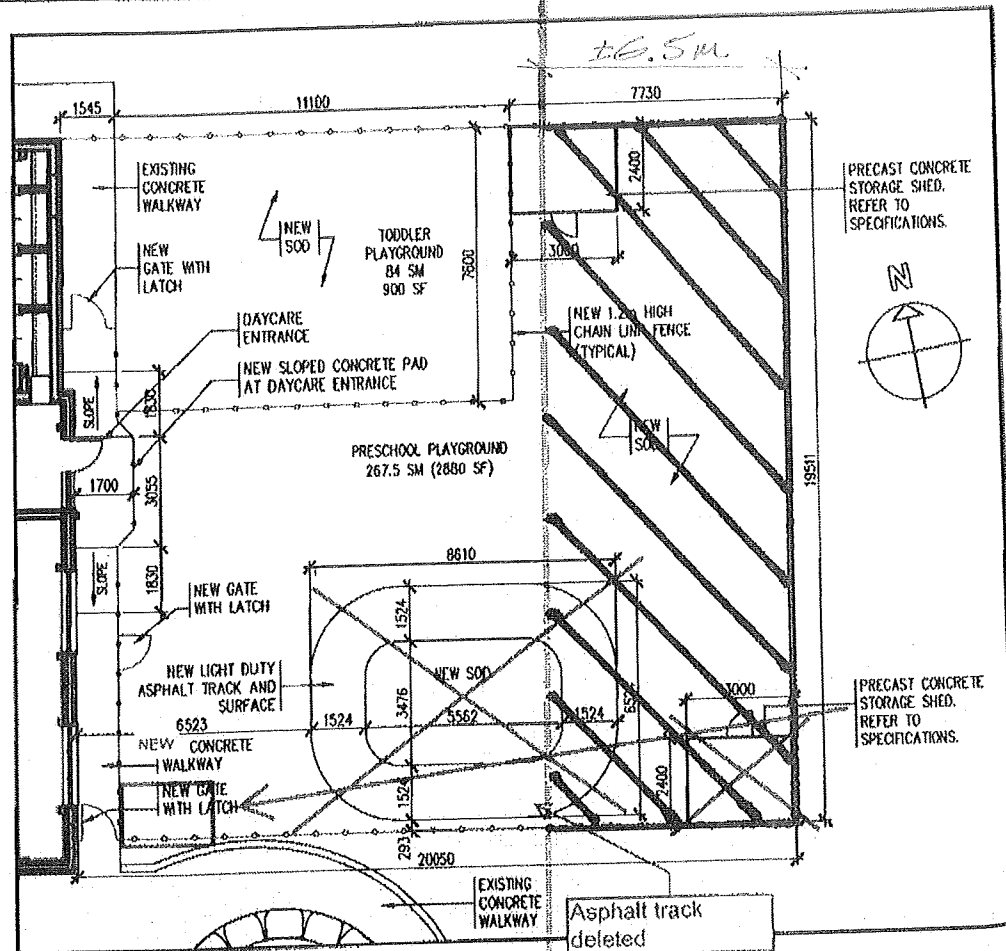 ±6.5 m.
1545
11100
7730
EXISTING
CONCRETE
WALKWAY
NEW
SOD
TODDLER
PLAYGROUND
84 SM
900 SF
7600
2400
3000
PRECAST CONCRETE
STORAGE SHED.
REFER TO
SPECIFICATIONS.
NEW
GATE WITH
LATCH
N
DAYCARE
ENTRANCE
NEW 1.2m HIGH
CHAIN LINK FENCE
(TYPICAL)
NEW SLOPED CONCRETE PAD
AT DAYCARE ENTRANCE
SLOPE
1830
NEW
SOD
PRESCHOOL PLAYGROUND
267.5 SM (2880 SF)
19511
1700
3055
SLOPE
1830
8610
NEW GATE
WITH LATCH
1524
NEW LIGHT DUTY
ASPHALT TRACK AND
SURFACE
NEW SOD
3476
3000
PRECAST CONCRETE
STORAGE SHED.
REFER TO
SPECIFICATIONS.
6523
1524
5562
1524
NEW CONCRETE
WALKWAY
NEW GATE
WITH LATCH
1524
2400
293
20050
EXISTING
CONCRETE
WALKWAY
Asphalt track
deleted